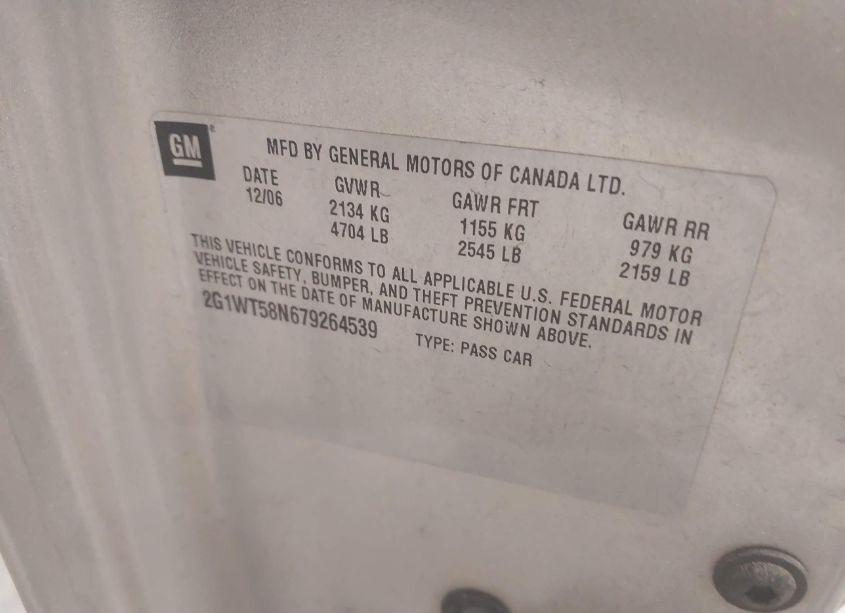 GM
MFD BY GENERAL MOTORS OF CANADA LTD.
DATE GVWR GAWR FRT GAWR RR
12/06 2134 KG 1155 KG 979 KG
4704 LB 2545 LB 2159 LB
THIS VEHICLE CONFORMS TO ALL APPLICABLE U.S. FEDERAL MOTOR
VEHICLE SAFETY, BUMPER, AND THEFT PREVENTION STANDARDS IN
EFFECT ON THE DATE OF MANUFACTURE SHOWN ABOVE.
2G1WT58N679264539 TYPE: PASS CAR